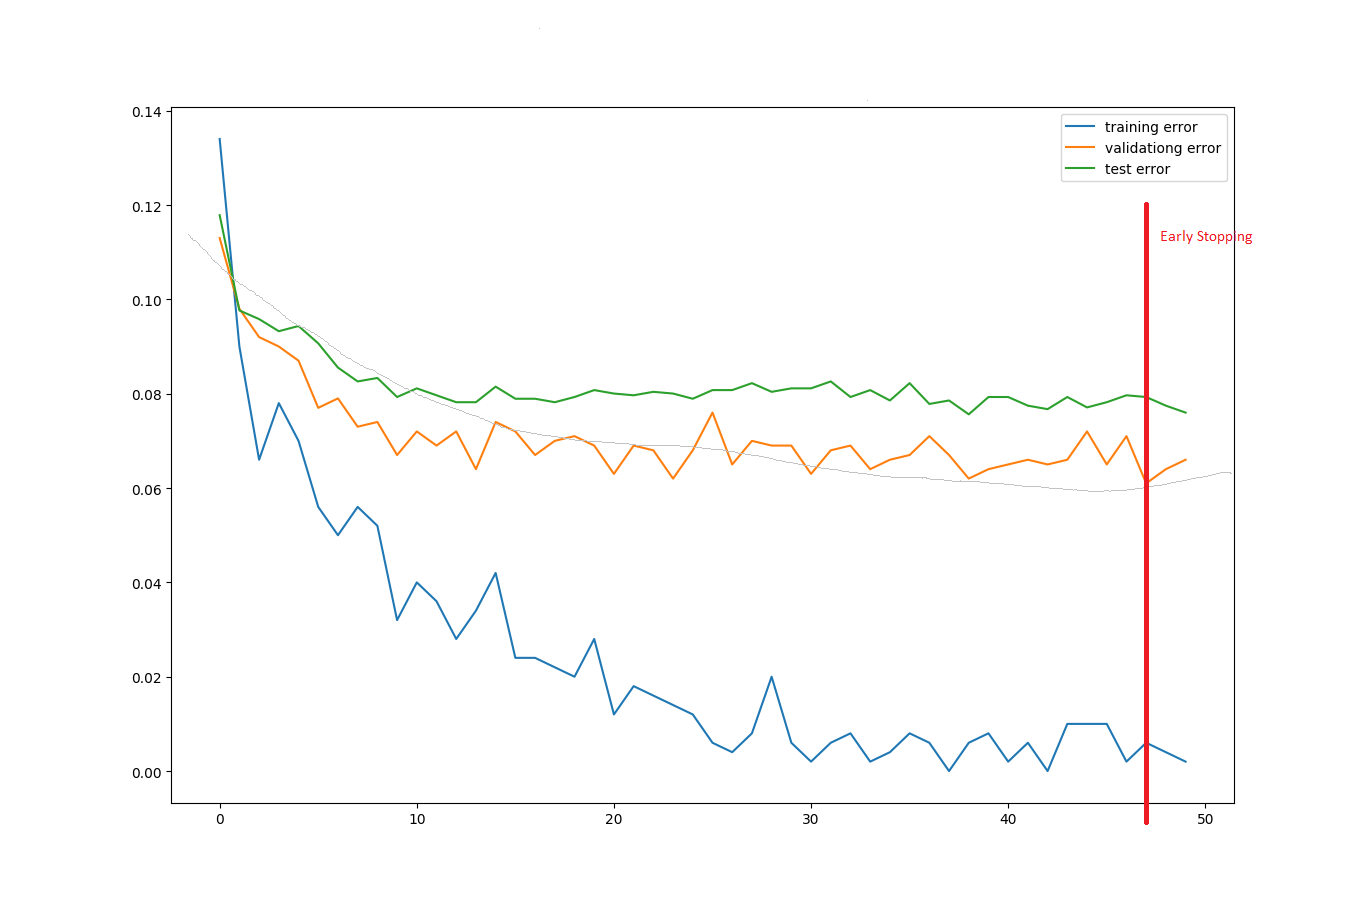 0.14
training error
validationg error
test error
0.12
Early Stopping
0.10
0.08
0.06
0.04
0.02
0.00
0 10 20 30 40 50